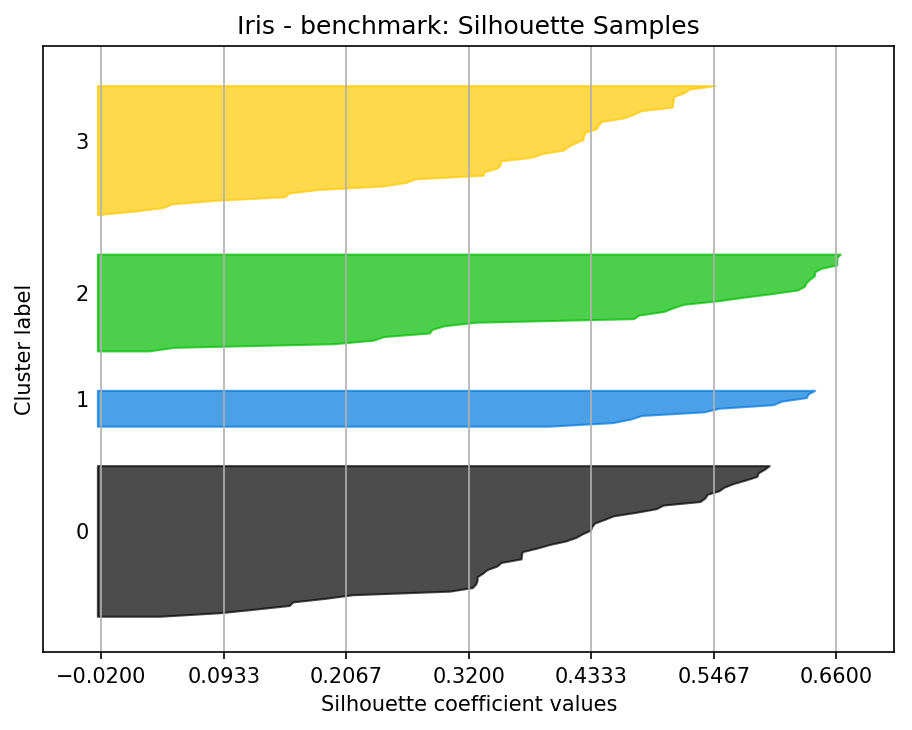 Iris - benchmark: Silhouette Samples
3
2
1
0
Cluster label
−0.0200 0.0933 0.2067 0.3200 0.4333 0.5467 0.6600
Silhouette coefficient values